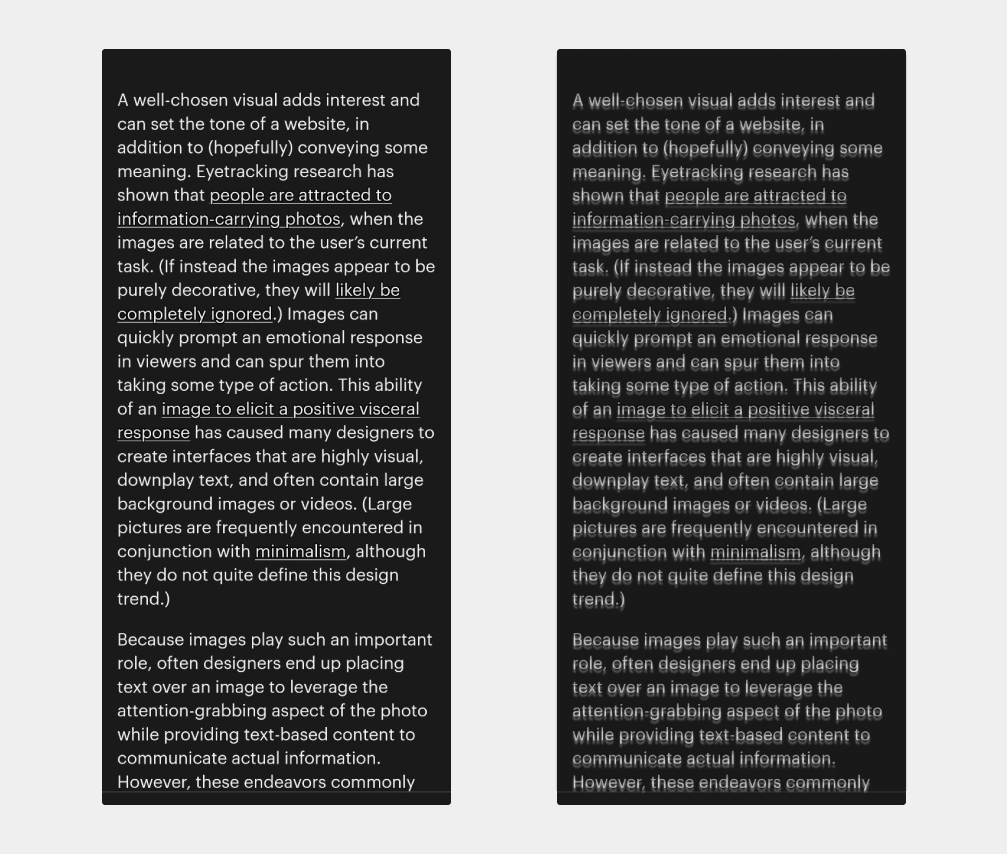 A well-chosen visual adds interest and
can set the tone of a website, in
addition to (hopefully) conveying some
meaning. Eyetracking research has
shown that people are attracted to
information-carrying photos, when the
images are related to the user’s current
task. (If instead the images appear to be
purely decorative, they will likely be
completely ignored.) Images can
quickly prompt an emotional response
in viewers and can spur them into
taking some type of action. This ability
of an image to elicit a positive visceral
response has caused many designers to
create interfaces that are highly visual,
downplay text, and often contain large
background images or videos. (Large
pictures are frequently encountered in
conjunction with minimalism, although
they do not quite define this design
trend.)
Because images play such an important
role, often designers end up placing
text over an image to leverage the
attention-grabbing aspect of the photo
while providing text-based content to
communicate actual information.
However, these endeavors commonly
A well-chosen visual adds interest and
can set the tone of a website, in
addition to (hopefully) conveying some
meaning. Eyetracking research has
shown that people are attracted to
information-carrying photos, when the
images are related to the user’s current
task. (If instead the images appear to be
purely decorative, they will likely be
completely ignored.) Images can
quickly prompt an emotional response
in viewers and can spur them into
taking some type of action. This ability
of an image to elicit a positive visceral
response has caused many designers to
create interfaces that are highly visual,
downplay text, and often contain large
background images or videos. (Large
pictures are frequently encountered in
conjunction with minimalism, although
they do not quite define this design
trend.)
Because images play such an important
role, often designers end up placing
text over an image to leverage the
attention-grabbing aspect of the photo
while providing text-based content to
communicate actual information.
However, these endeavors commonly